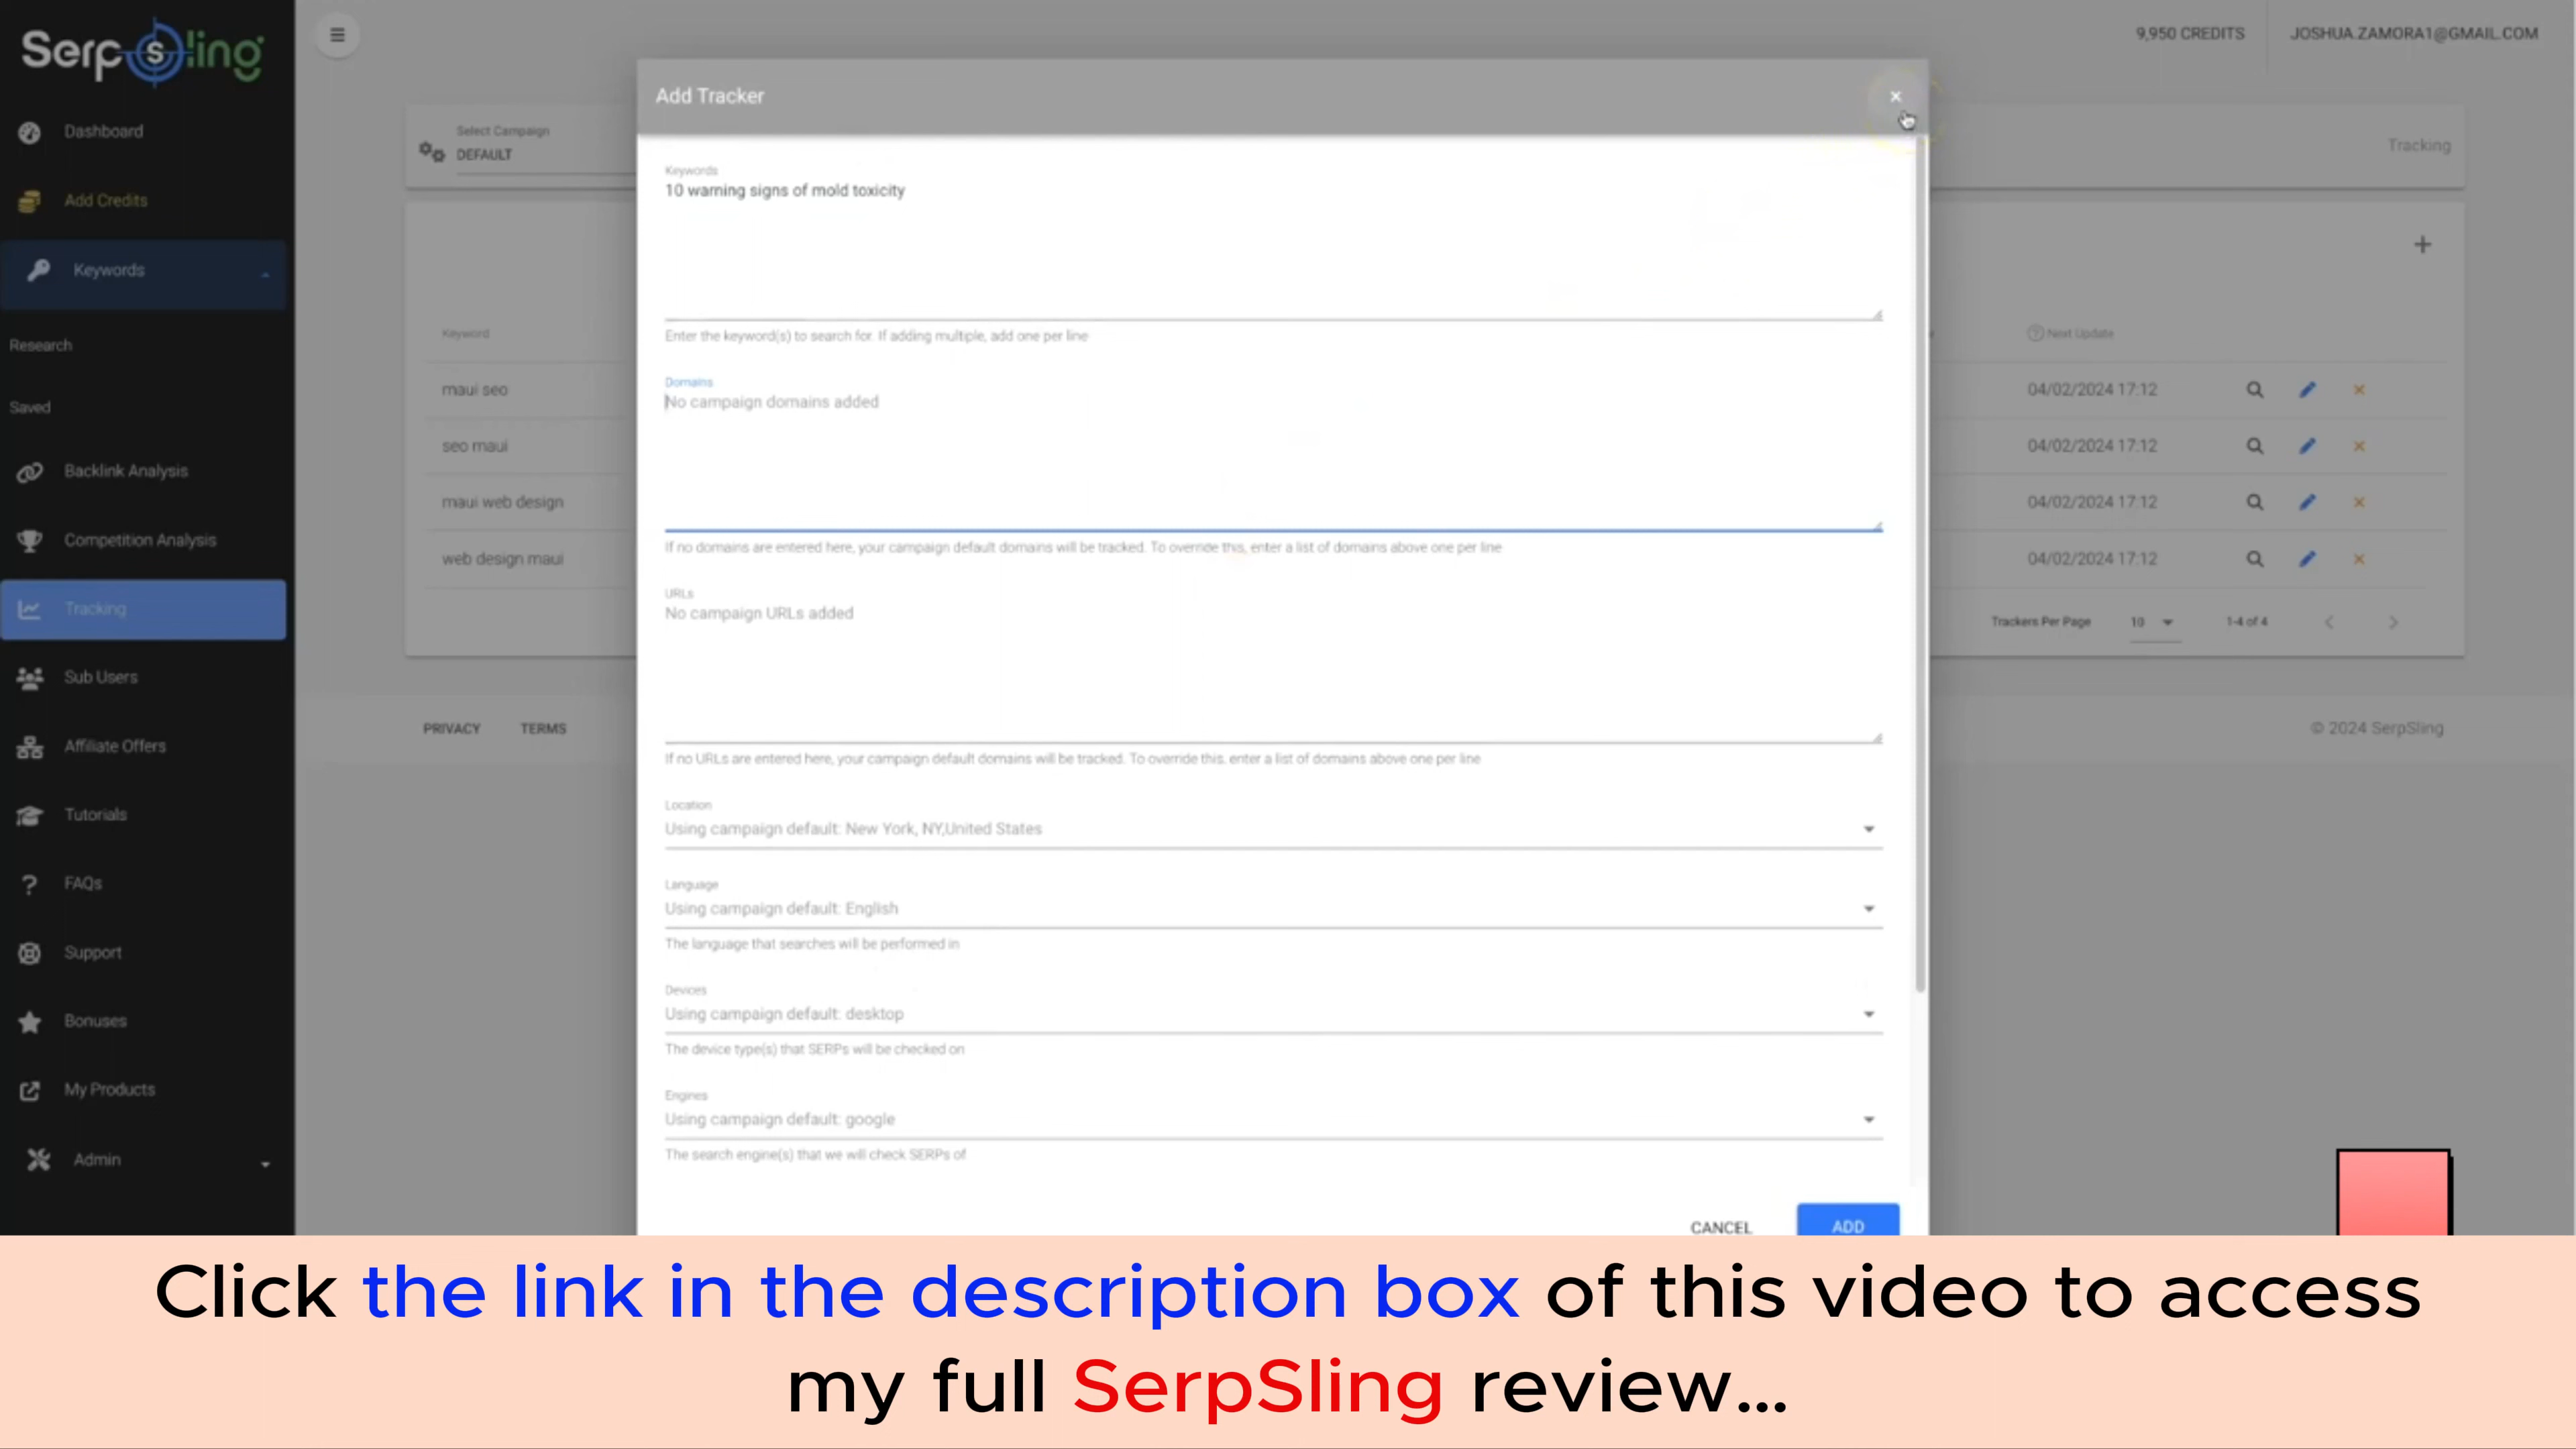 SerpSling
9,950 CREDITS
JOSHUA.ZAMORA1@GMAIL.COM
Dashboard
Add Credits
Keywords
Research
Saved
Backlink Analysis
Competition Analysis
Tracking
Sub Users
Affiliate Offers
Tutorials
FAQs
Support
Bonuses
My Products
Admin
Select Campaign
DEFAULT
Tracking
Keyword
maui seo
seo maui
maui web design
web design maui
PRIVACY TERMS
Add Tracker
Keywords
10 warning signs of mold toxicity
Enter the keyword(s) to search for. If adding multiple, add one per line
Domains
No campaign domains added
If no domains are entered here, your campaign default domains will be tracked. To override this, enter a list of domains above one per line
URLs
No campaign URLs added
If no URLs are entered here, your campaign default domains will be tracked. To override this, enter a list of domains above one per line
Location
Using campaign default: New York, NY,United States
Language
Using campaign default: English
The language that searches will be performed in
Devices
Using campaign default: desktop
The device type(s) that SERPs will be checked on
Engines
Using campaign default: google
The search engine(s) that we will check SERPs of
CANCEL ADD
Next Update
04/02/2024 17:12
04/02/2024 17:12
04/02/2024 17:12
04/02/2024 17:12
Trackers Per Page 10 1-4 of 4
© 2024 SerpSling
Click the link in the description box of this video to access
my full SerpSling review...